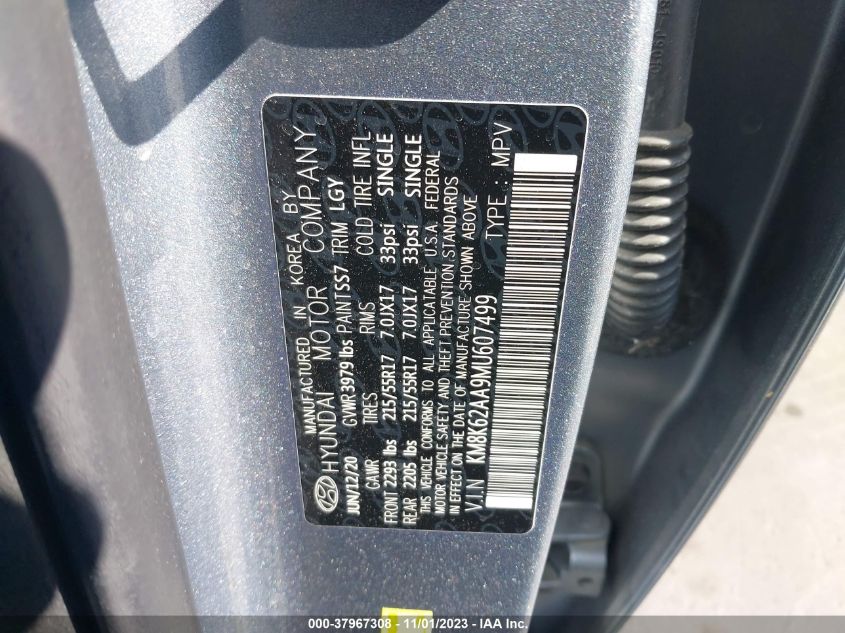 MANUFACTURED IN KOREA BY
HYUNDAI MOTOR COMPANY
JUN/12/20 GVWR 3979 lbs PAINT SS7 TRIM LGY
GAWR TIRES RIMS COLD TIRE INFL
FRONT 2293 lbs 215/55R17 7.0JX17 33psi SINGLE
REAR 2205 lbs 215/55R17 7.0JX17 33psi SINGLE
THIS VEHICLE CONFORMS TO ALL APPLICATABLE U.S.A. FEDERAL
MOTOR VEHICLE SAFETY AND THEFT PREVENTION STANDARDS
IN EFFECT ON THE DATE OF MANUFACTURE SHOWN ABOVE
V.I.N KM8K62AA9MU607499 TYPE : MPV
000-37967308 - 11/01/2023 - IAA Inc.